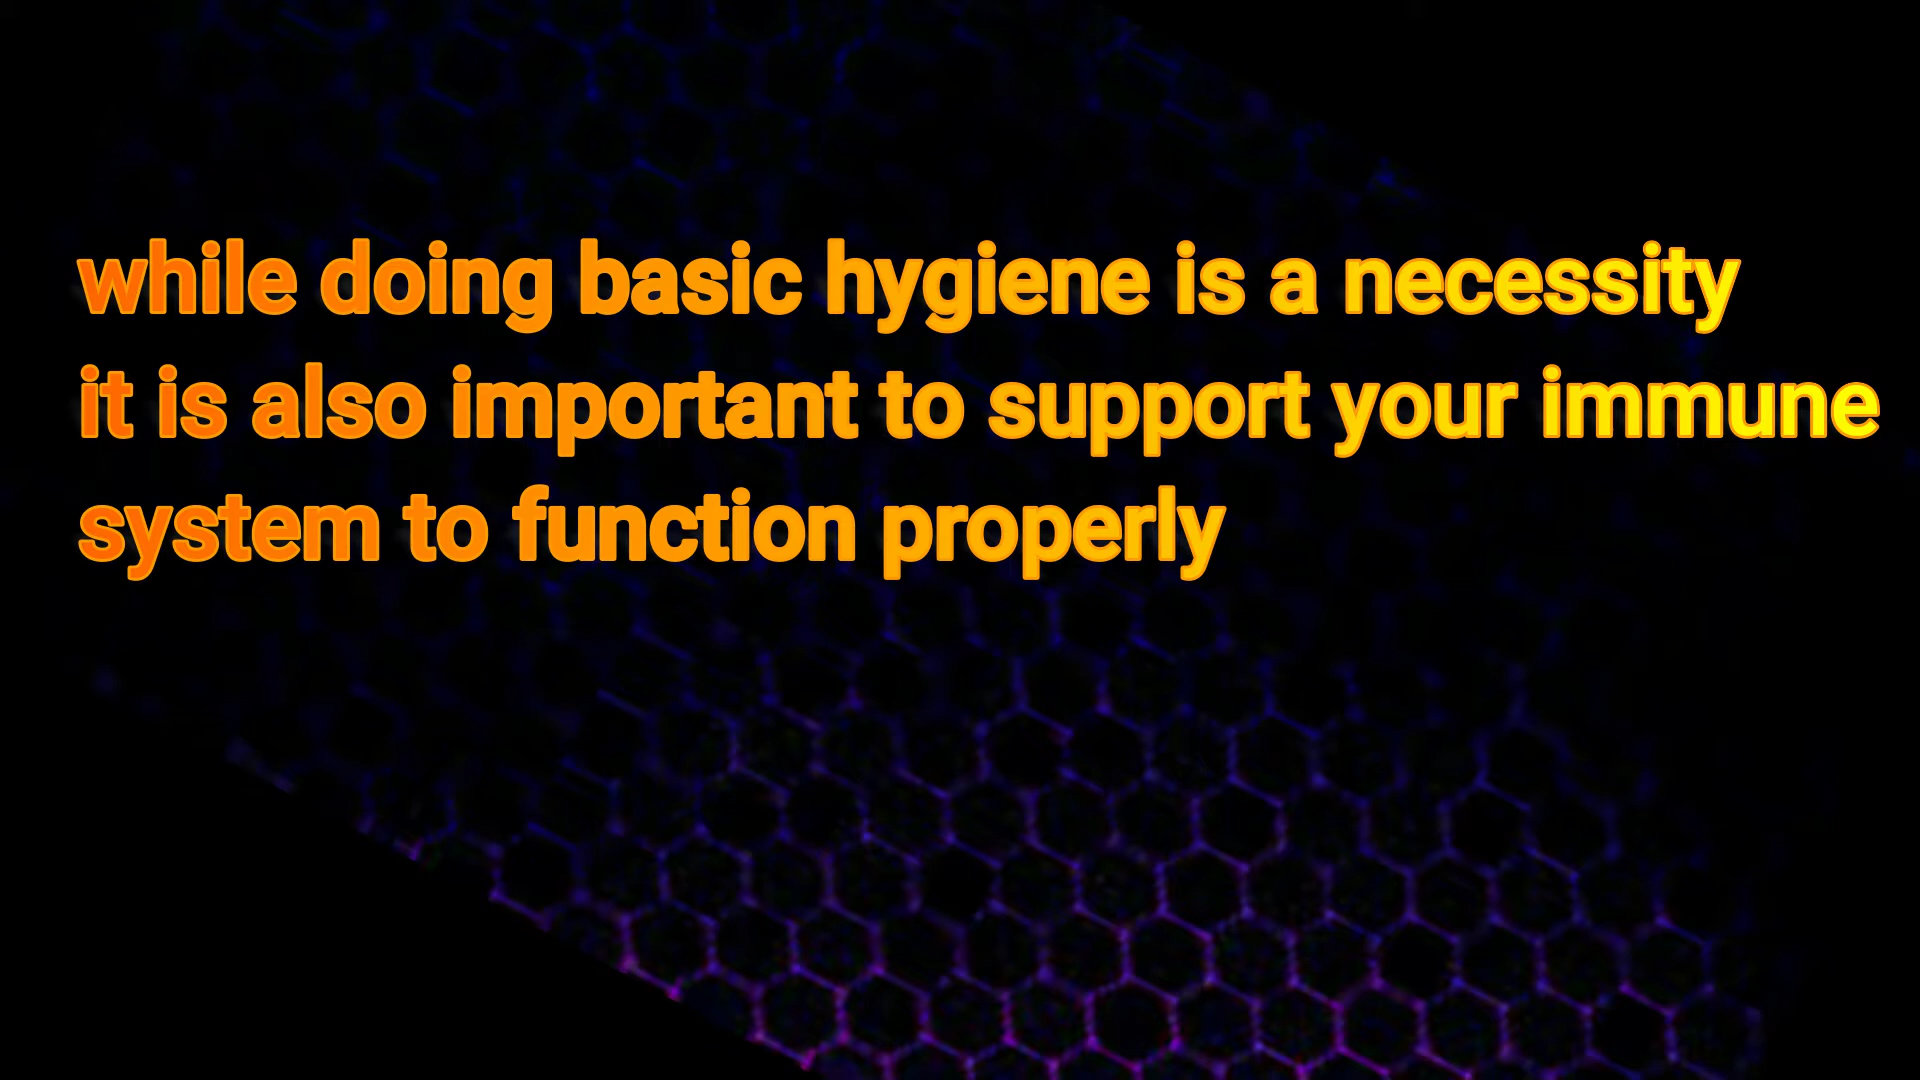 while doing basic hygiene is a necessity
it is also important to support your immune
system to function properly